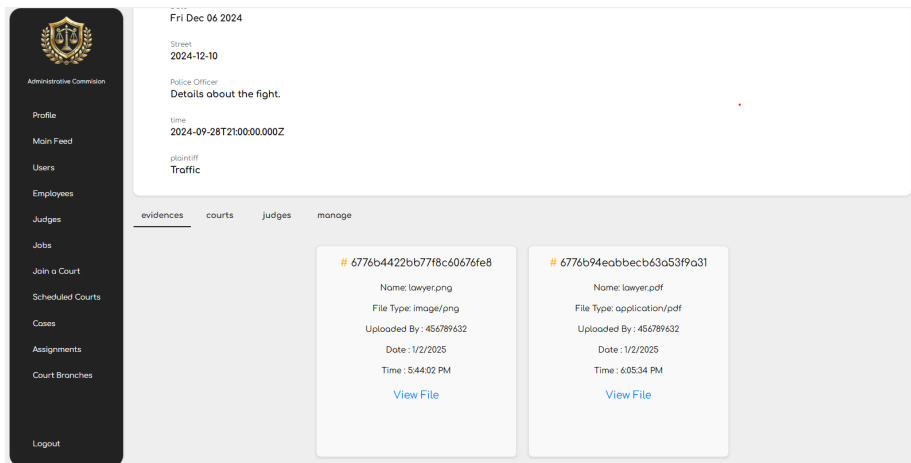 Fri Dec 06 2024
Street
2024-12-10
Police Officer
Details about the fight.
time
2024-09-28T21:00:00.000Z
plaintiff
Traffic
Administrative Commision
Profile
Main Feed
Users
Employees
Judges
Jobs
Join a Court
Scheduled Courts
Cases
Assignments
Court Branches
Logout
evidences courts judges manage
# 6776b4422bb77f8c60676fe8
Name: lawyer.png
File Type: image/png
Uploaded By : 456789632
Date : 1/2/2025
Time : 5:44:02 PM
View File
# 6776b94eabbecb63a53f9a31
Name: lawyer.pdf
File Type: application/pdf
Uploaded By : 456789632
Date : 1/2/2025
Time : 6:05:34 PM
View File